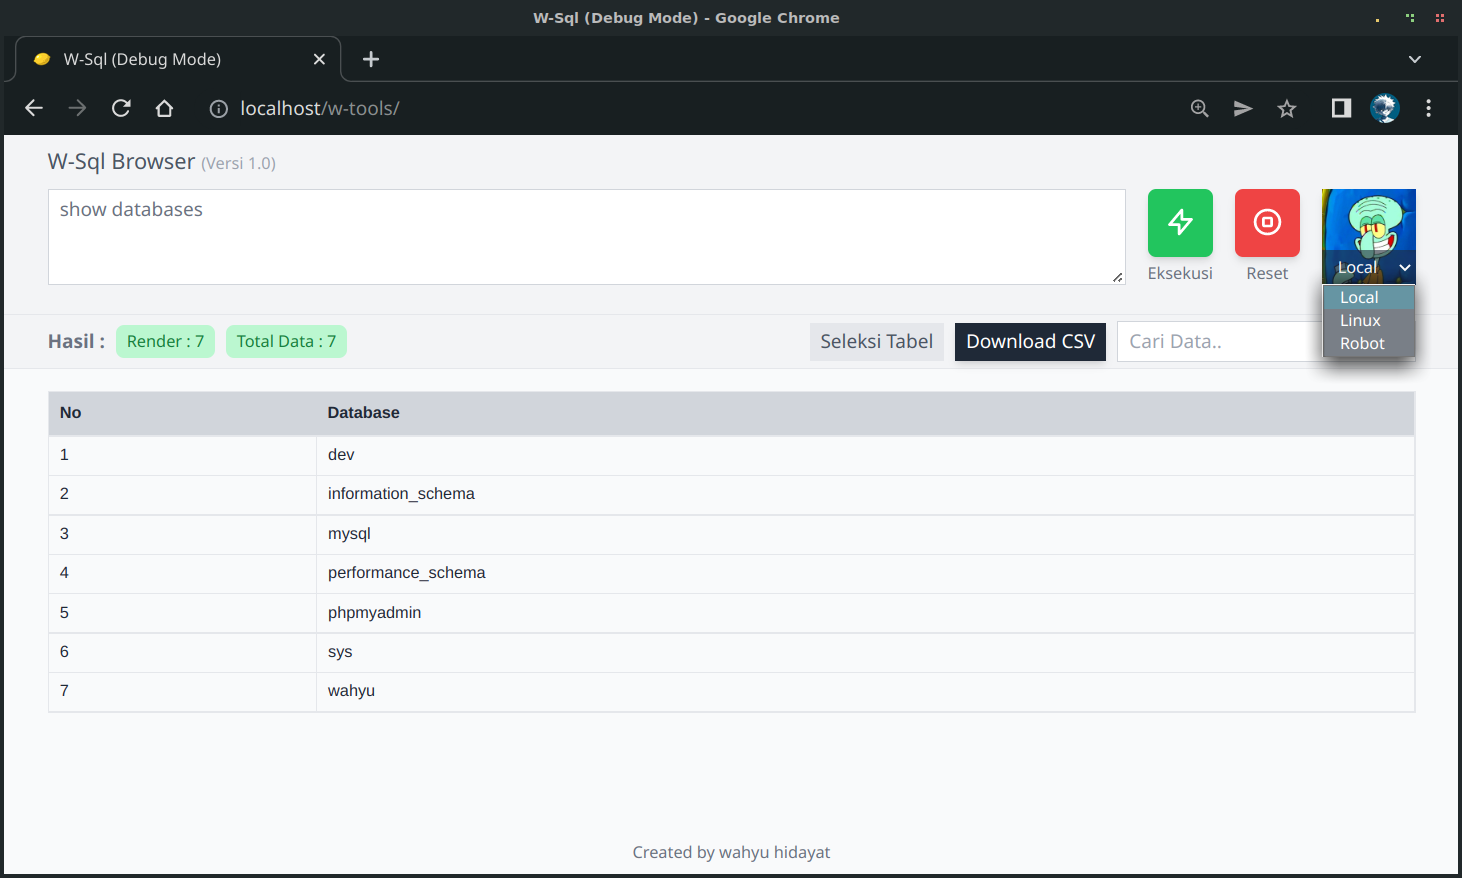 W-Sql (Debug Mode) - Google Chrome
W-Sql (Debug Mode)
localhost/w-tools/
W-Sql Browser (Versi 1.0)
show databases
Eksekusi
Reset
Local
Local
Linux
Robot
Hasil :
Render : 7
Total Data : 7
Seleksi Tabel
Download CSV
Cari Data..
No Database
1 dev
2 information_schema
3 mysql
4 performance_schema
5 phpmyadmin
6 sys
7 wahyu
Created by wahyu hidayat